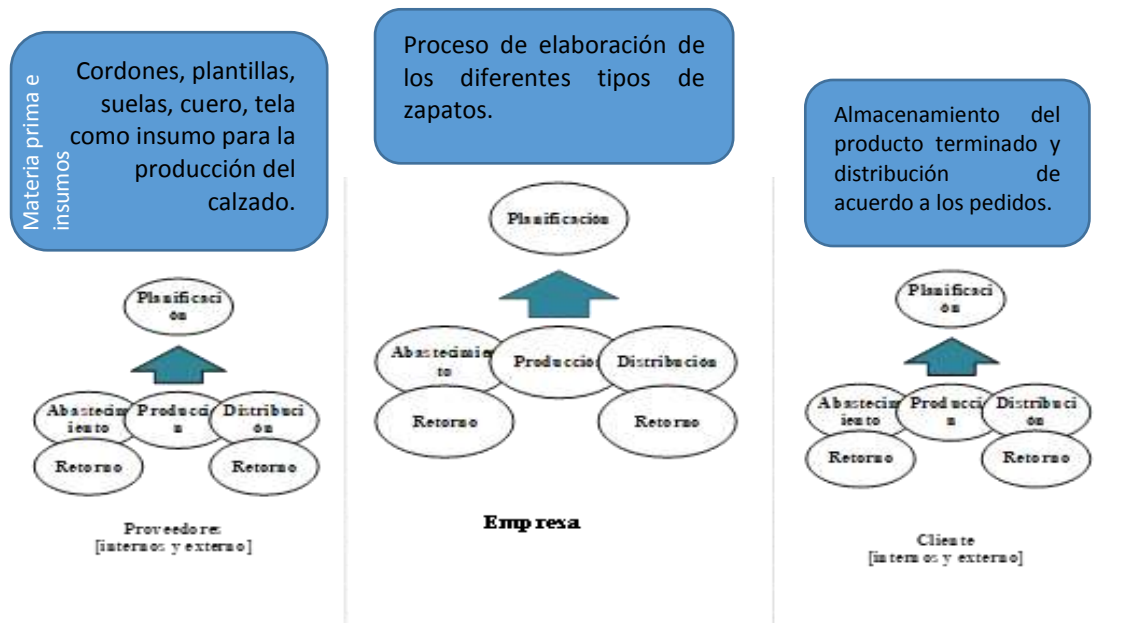 Materia prima e
insumos
Cordones, plantillas,
suelas, cuero, tela
como insumo para la
producción del
calzado.
Proceso de elaboración de
los diferentes tipos de
zapatos.
Almacenamiento del
producto terminado y
distribución de
acuerdo a los pedidos.
Planificaci
ón
Abastecim
iento
Producci
n
Distribuci
ón
Retorno
Retorno
Proveedores
[internos y externo]
Planificación
Abastecimie
to
Producció
Distribución
Retorno
Retorno
Empresa
Planificaci
ón
Abastecim
iento
Producci
n
Distribuci
ón
Retorno
Retorno
Cliente
[internos y externo]